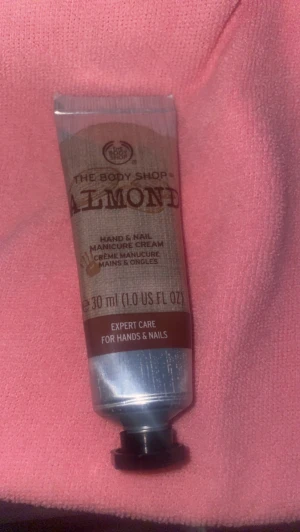 THE BODY SHOP®
ALMOND
HAND & NAIL
MANICURE CREAM
CRÈME MANUCURE
MAINS & ONGLES
30 ml (1.0 US FL OZ)
EXPERT CARE
FOR HANDS & NAILS